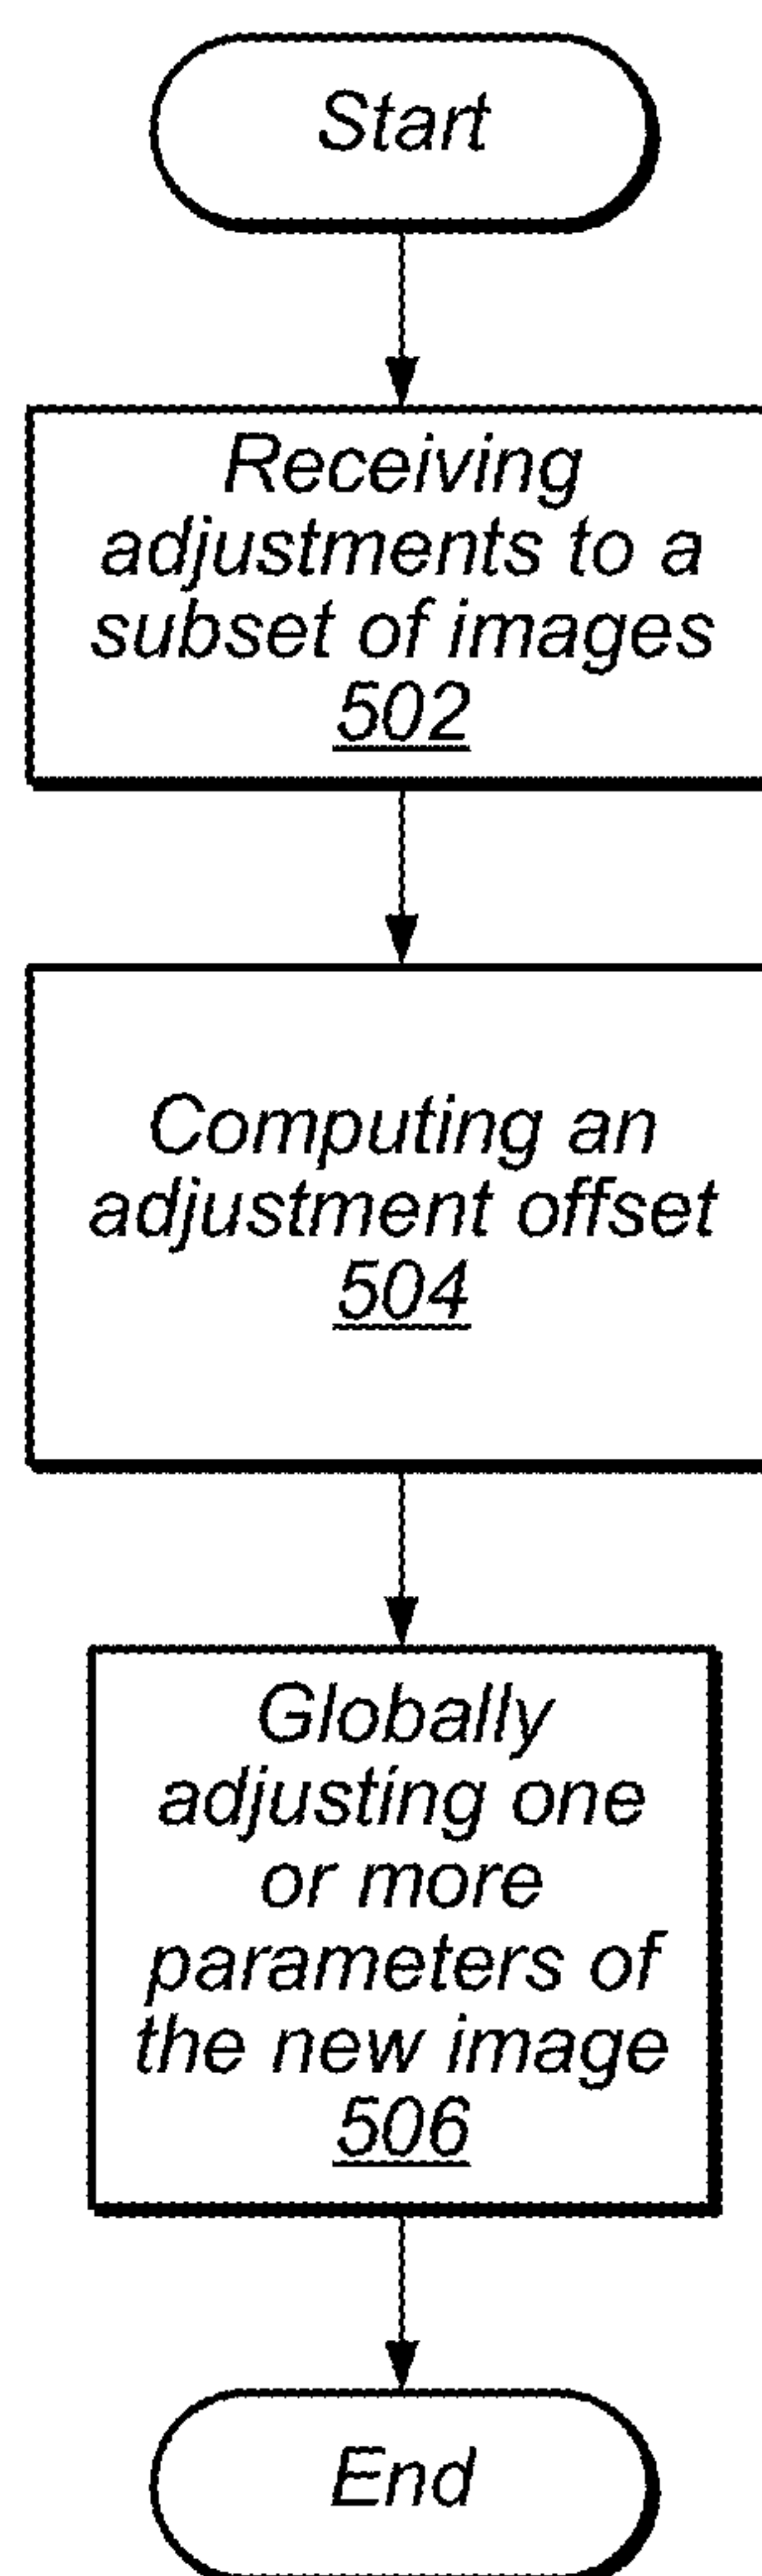 Start
Receiving
adjustments to a
subset of images
502
Computing an
adjustment offset
504
Globally
adjusting one
or more
parameters of
the new image
506
End